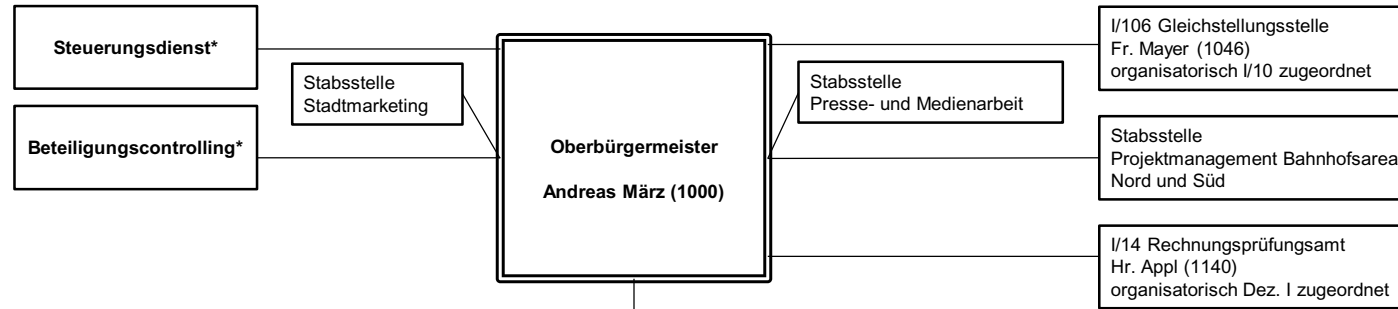 Steuerungsdienst*
Beteiligungscontrolling*
Stabsstelle
Stadtmarketing
Oberbürgermeister
Andreas März (1000)
Stabsstelle
Presse- und Medienarbeit
I/106 Gleichstellungsstelle
Fr. Mayer (1046)
organisatorisch I/10 zugeordnet
Stabsstelle
Projektmanagement Bahnhofsarea
Nord und Süd
I/14 Rechnungsprüfungsamt
Hr. Appl (1140)
organisatorisch Dez. I zugeordnet